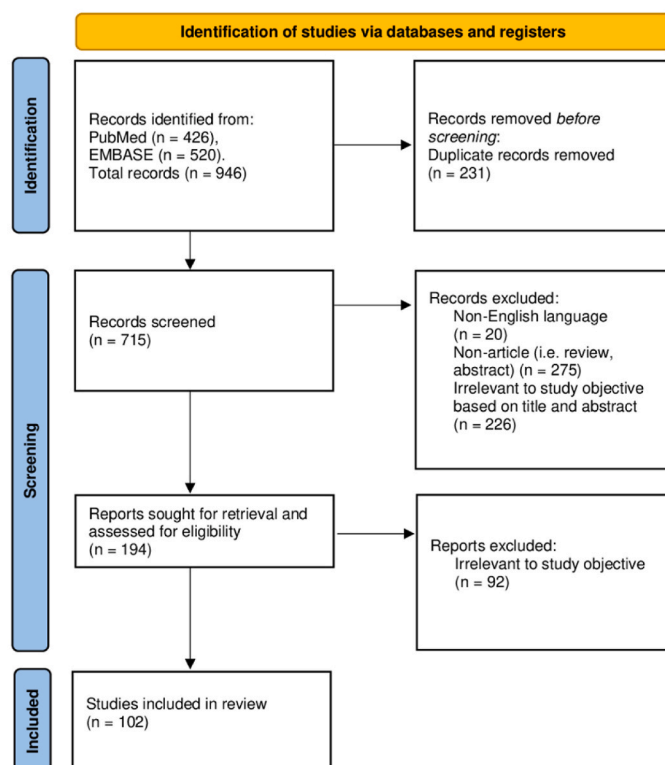 Identification of studies via databases and registers
Identification
Records identified from:
PubMed (n = 426),
EMBASE (n = 520).
Total records (n = 946)
Records removed before
screening:
Duplicate records removed
(n = 231)
Screening
Records screened
(n = 715)
Records excluded:
Non-English language
(n = 20)
Non-article (i.e. review,
abstract) (n = 275)
Irrelevant to study objective
based on title and abstract
(n = 226)
Reports sought for retrieval and
assessed for eligibility
(n = 194)
Reports excluded:
Irrelevant to study objective
(n = 92)
Included
Studies included in review
(n = 102)